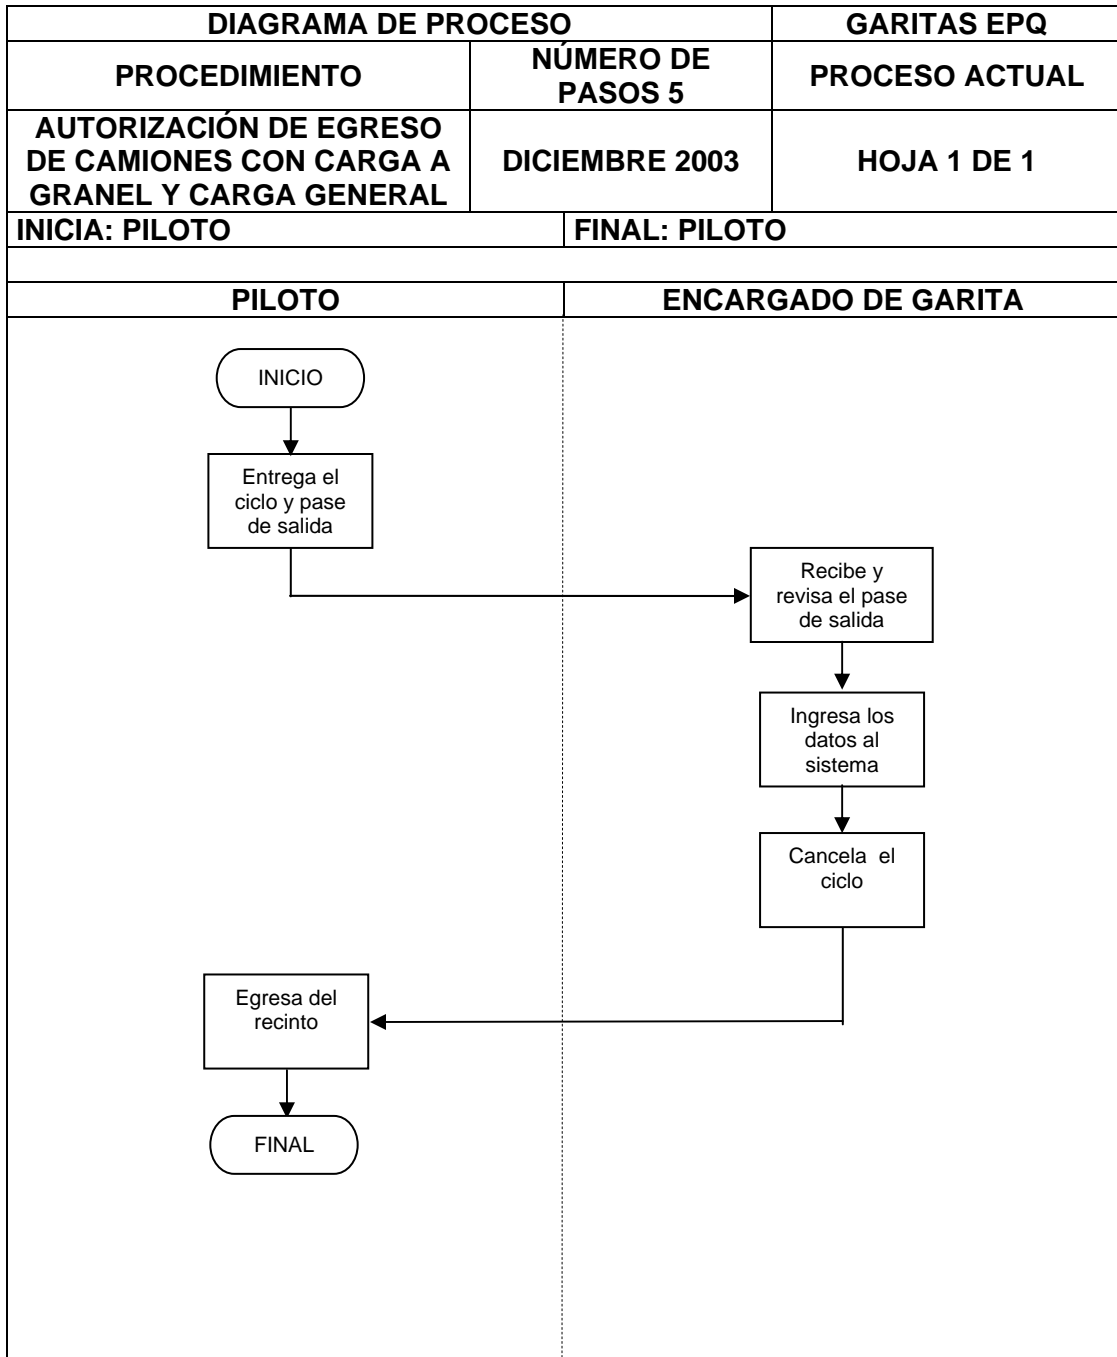 DIAGRAMA DE PROCESO
GARITAS EPQ
PROCEDIMIENTO
NÚMERO DE
PASOS 5
PROCESO ACTUAL
AUTORIZACIÓN DE EGRESO
DE CAMIONES CON CARGA A
GRANEL Y CARGA GENERAL
DICIEMBRE 2003
HOJA 1 DE 1
INICIA: PILOTO
FINAL: PILOTO
PILOTO
ENCARGADO DE GARITA
INICIO
Entrega el
ciclo y pase
de salida
Recibe y
revisa el pase
de salida
Ingresa los
datos al
sistema
Cancela el
ciclo
Egresa del
recinto
FINAL